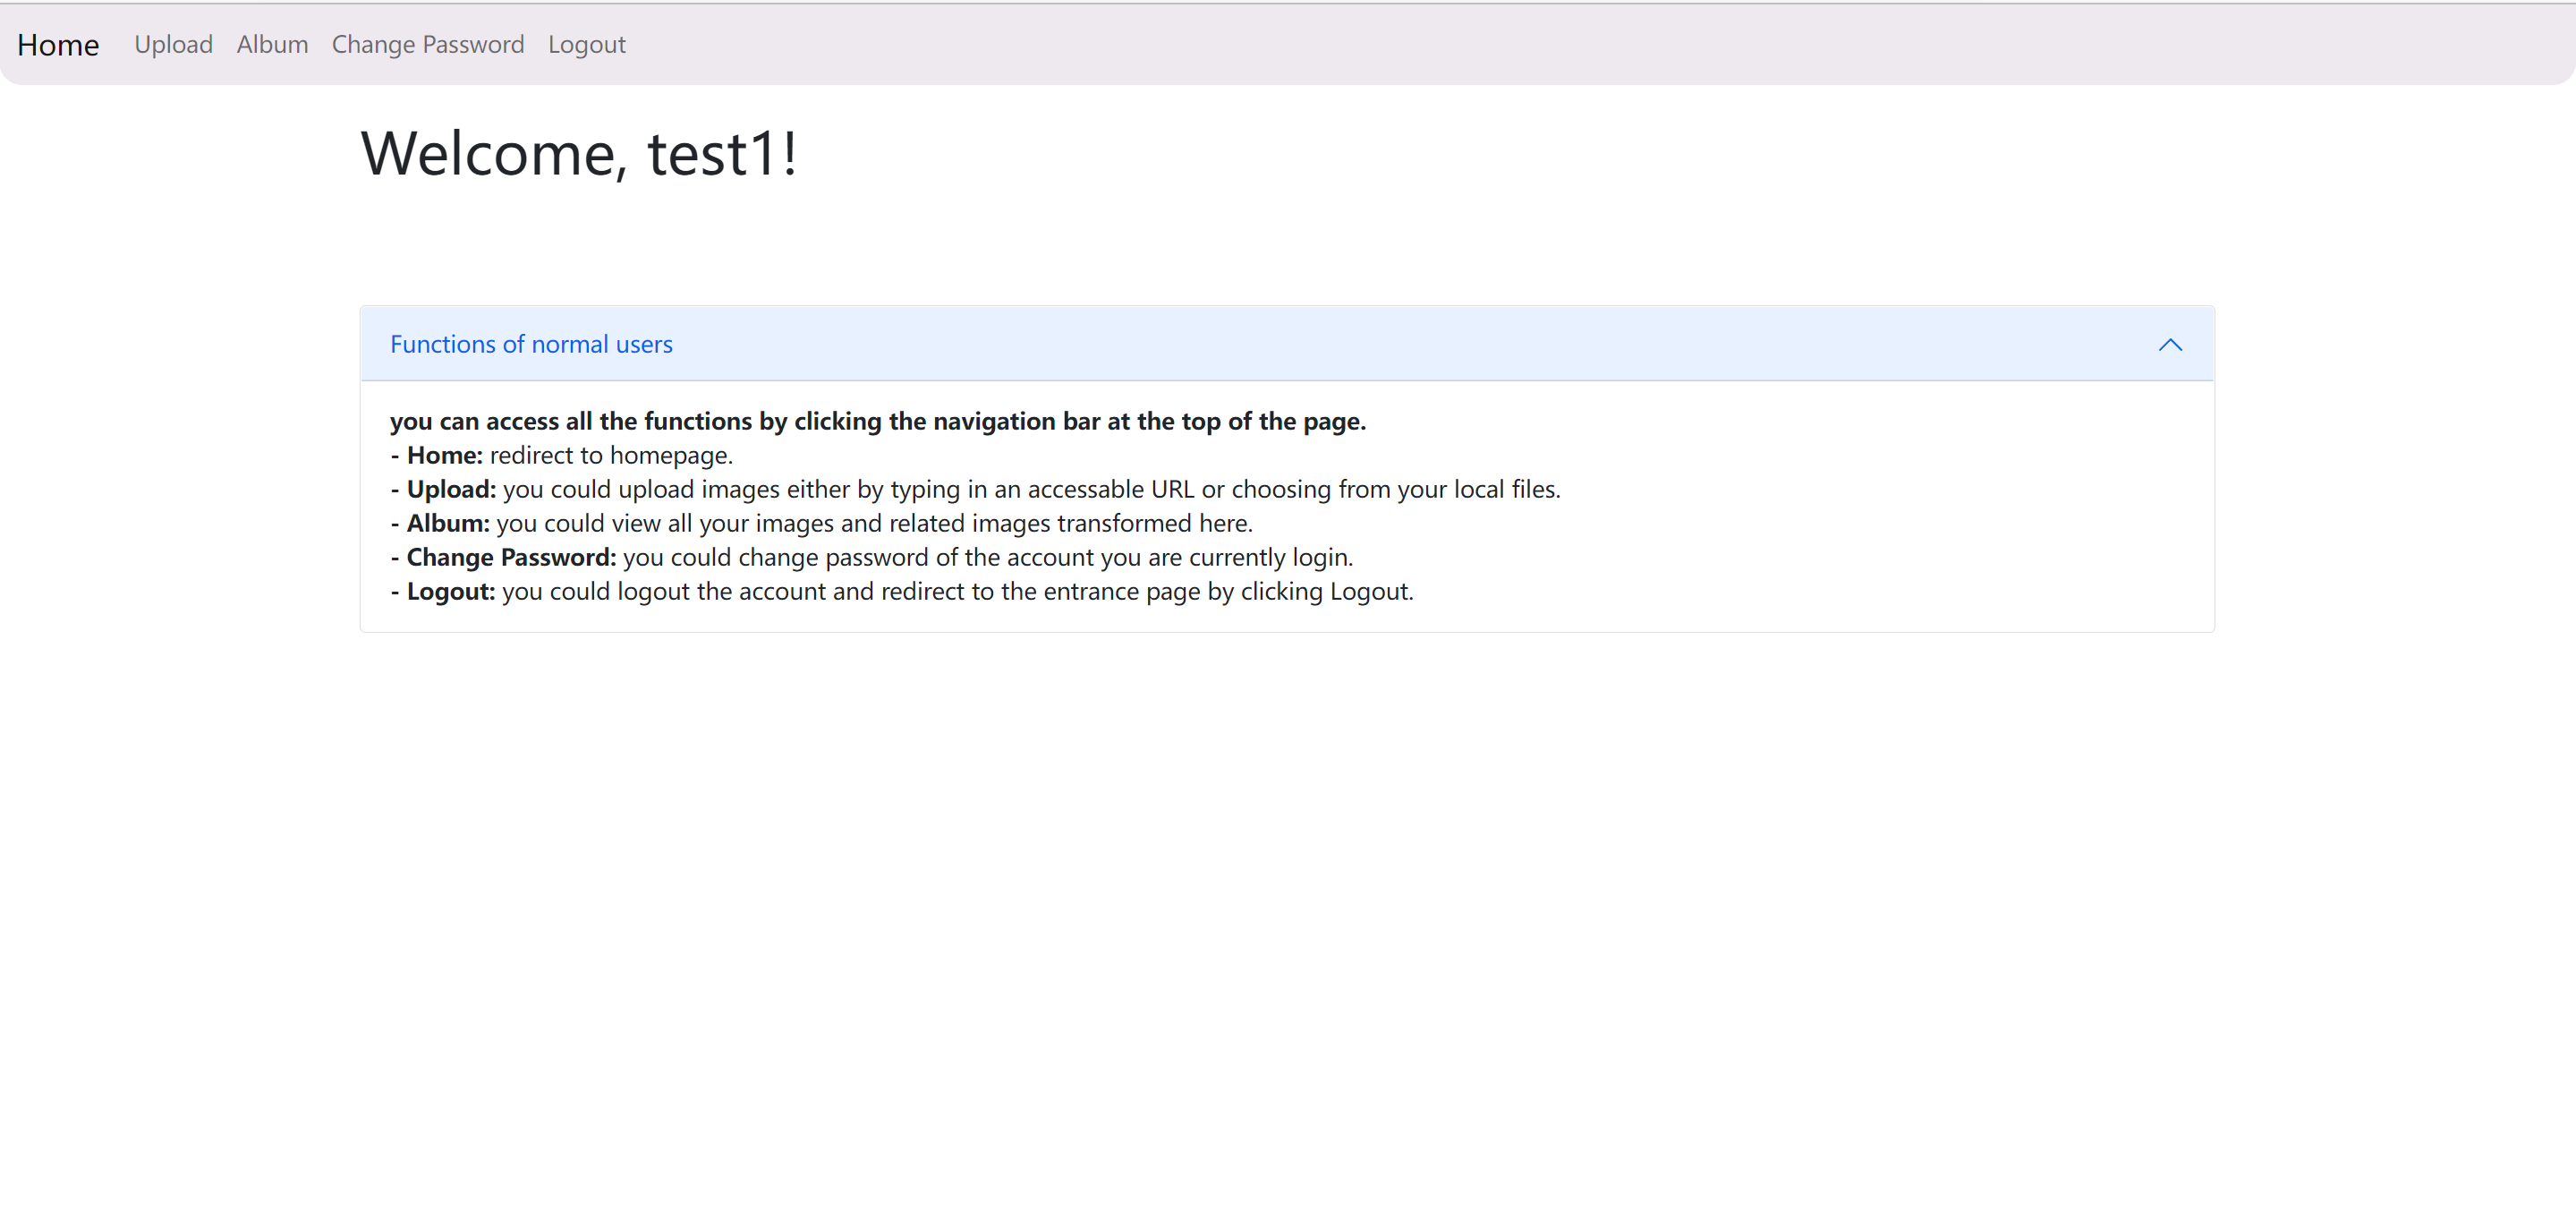 Home Upload Album Change Password Logout
Welcome, test1!
Functions of normal users
you can access all the functions by clicking the navigation bar at the top of the page.
- Home: redirect to homepage.
- Upload: you could upload images either by typing in an accessable URL or choosing from your local files.
- Album: you could view all your images and related images transformed here.
- Change Password: you could change password of the account you are currently login.
- Logout: you could logout the account and redirect to the entrance page by clicking Logout.